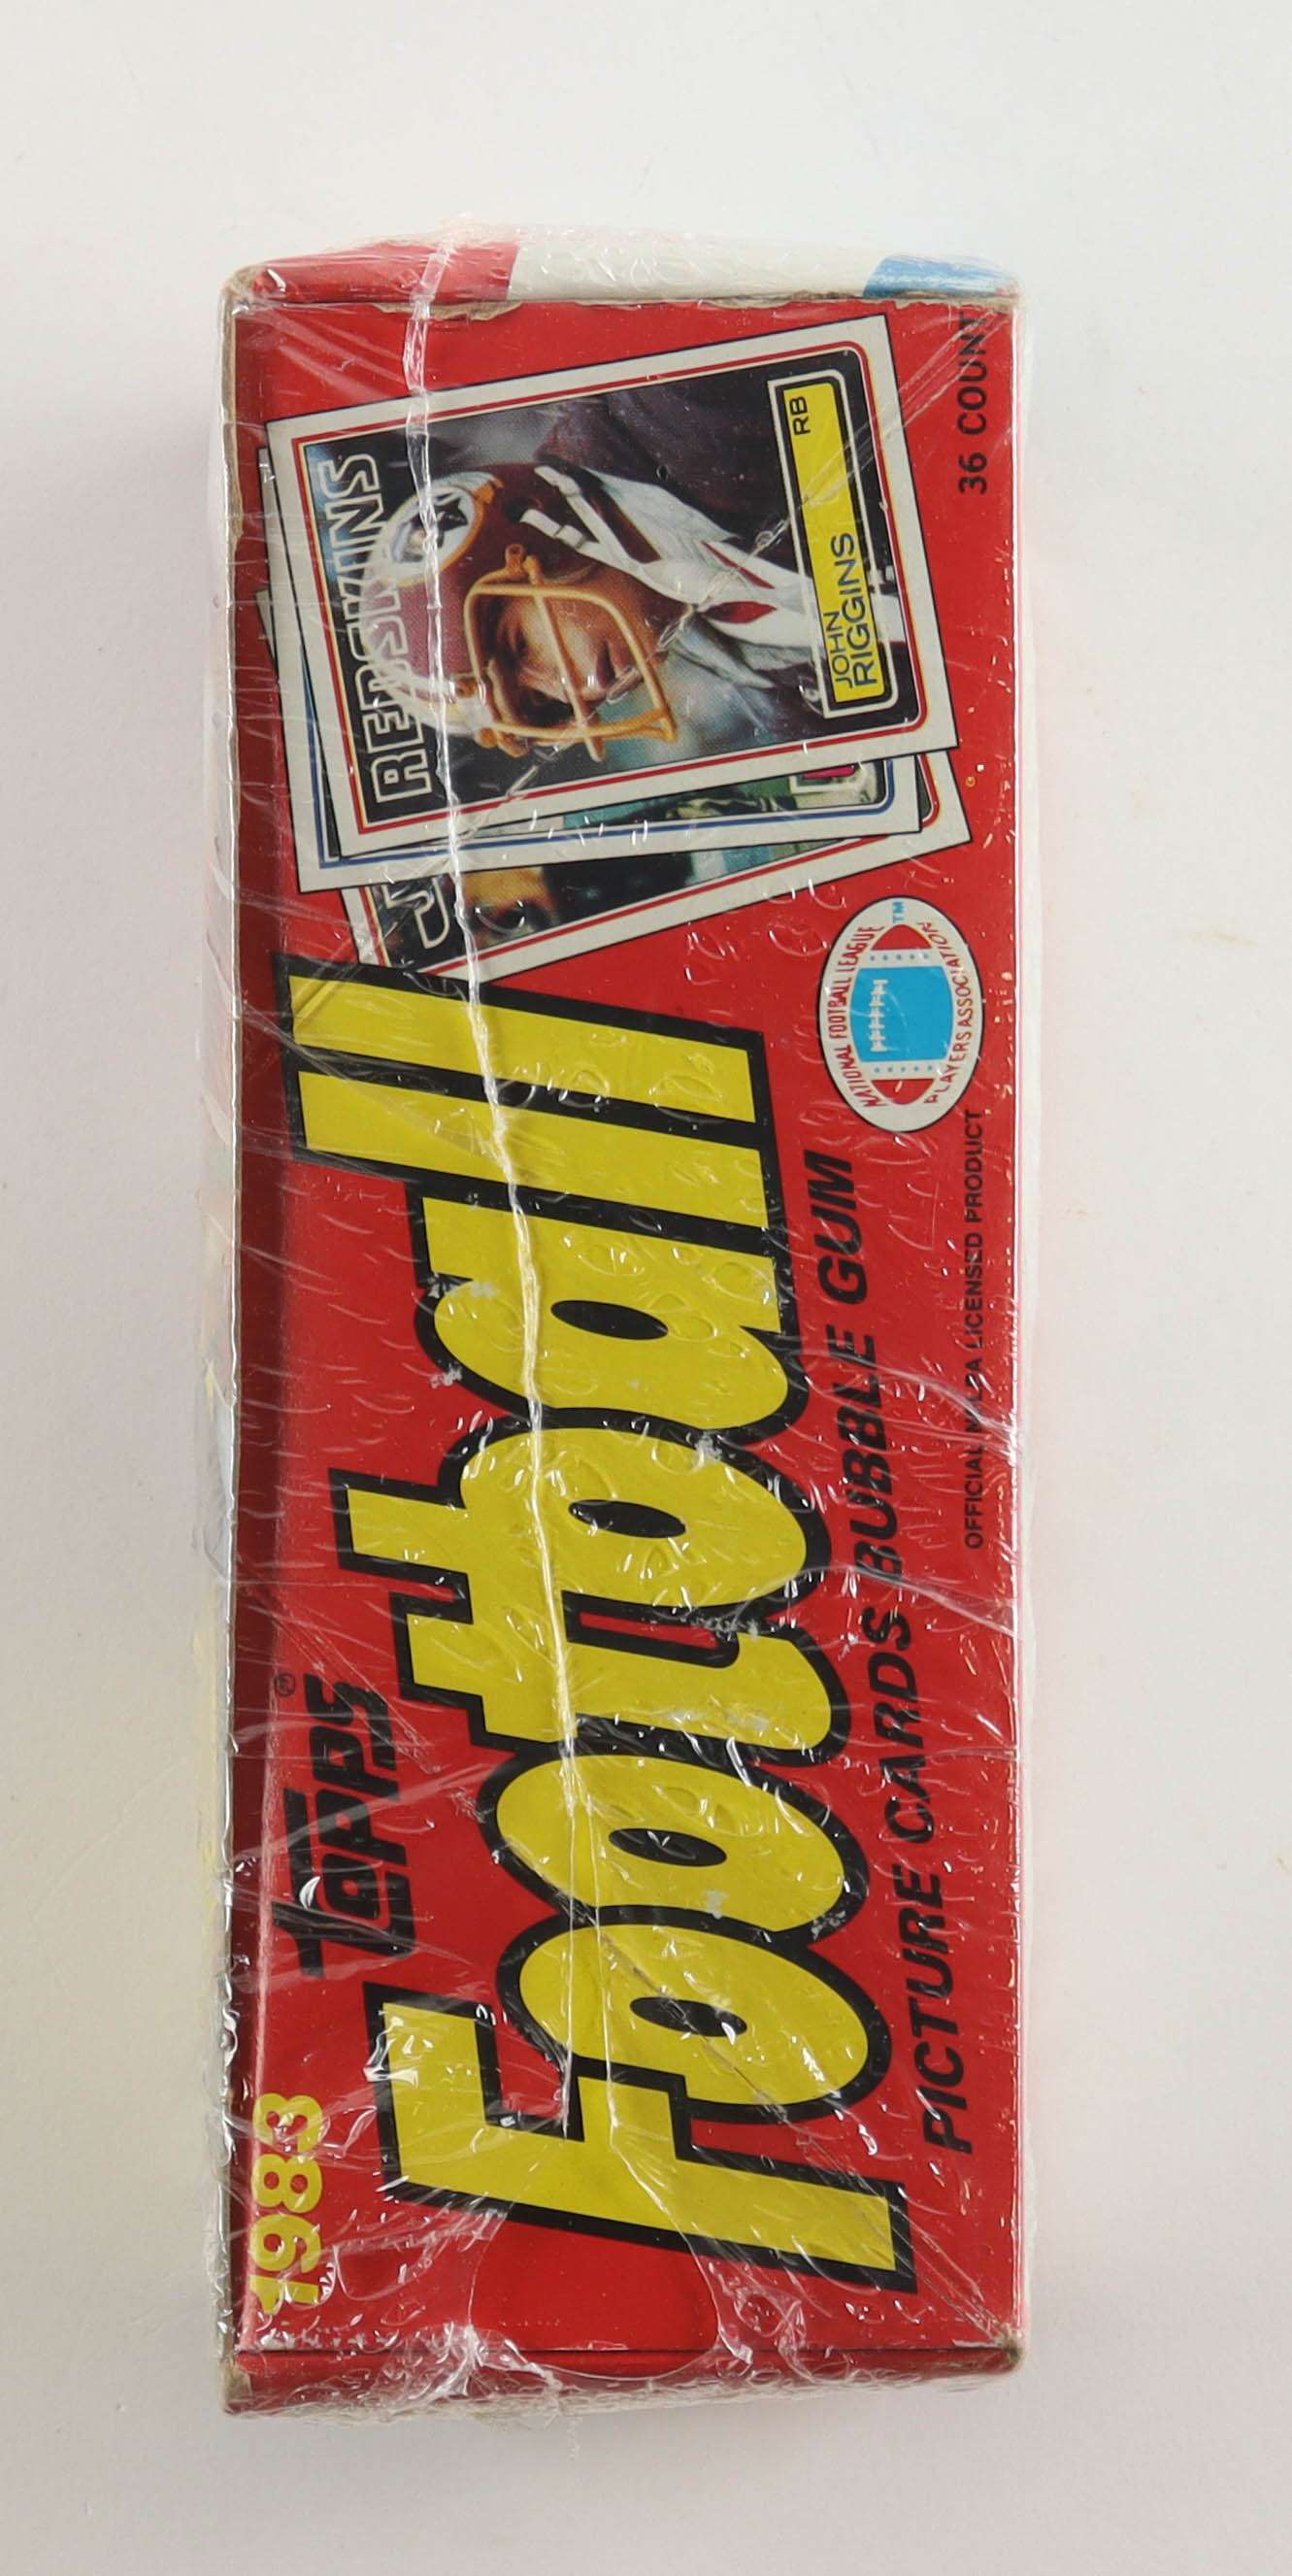 1983
TOPPS®
Football
PICTURE CARDS BUBBLE GUM
OFFICIAL NFLPA LICENSED PRODUCT
NATIONAL FOOTBALL LEAGUE
PLAYERS ASSOCIATION
TM
J
REDSKINS
JOHN
RIGGINS
RB
36 COUNT